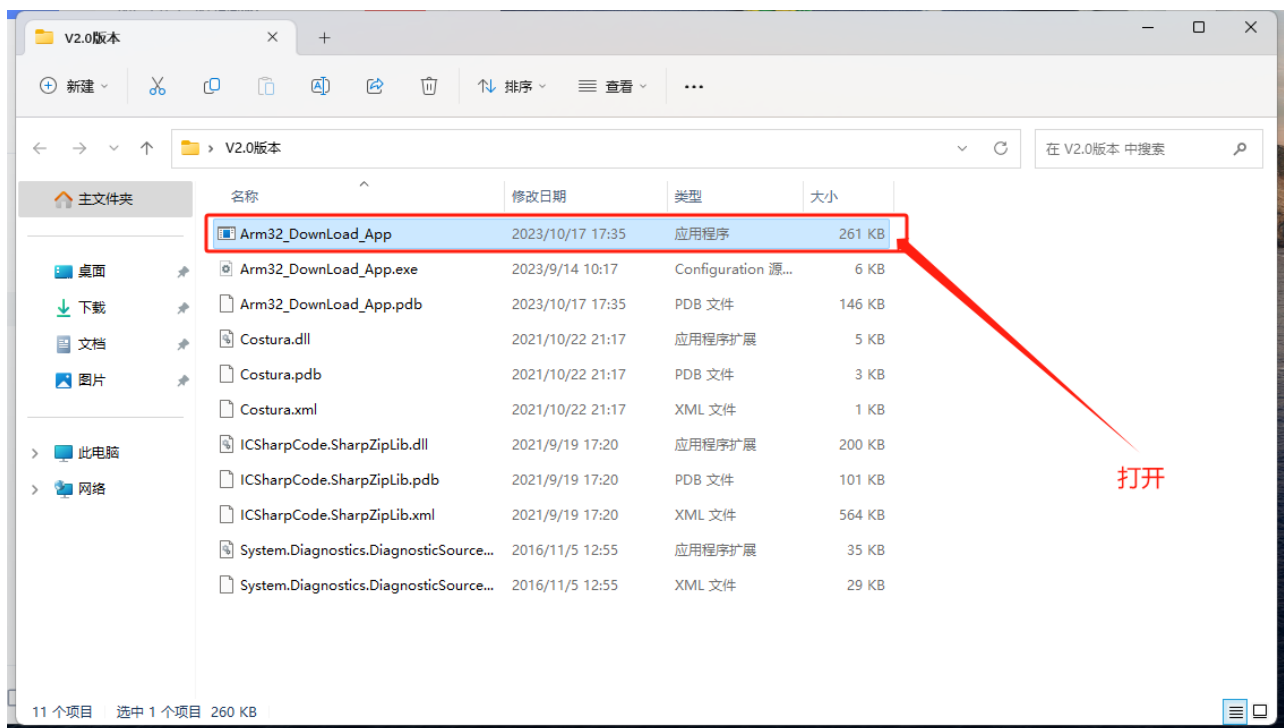 V2.0版本
新建
排序
查看
V2.0版本
在 V2.0版本 中搜索
主文件夹
桌面
下载
文档
图片
此电脑
网络
名称 修改日期 类型 大小
Arm32_DownLoad_App 2023/10/17 17:35 应用程序 261 KB
Arm32_DownLoad_App.exe 2023/9/14 10:17 Configuration 源... 6 KB
Arm32_DownLoad_App.pdb 2023/10/17 17:35 PDB 文件 146 KB
Costura.dll 2021/10/22 21:17 应用程序扩展 5 KB
Costura.pdb 2021/10/22 21:17 PDB 文件 3 KB
Costura.xml 2021/10/22 21:17 XML 文件 1 KB
ICSharpCode.SharpZipLib.dll 2021/9/19 17:20 应用程序扩展 200 KB
ICSharpCode.SharpZipLib.pdb 2021/9/19 17:20 PDB 文件 101 KB
ICSharpCode.SharpZipLib.xml 2021/9/19 17:20 XML 文件 564 KB
System.Diagnostics.DiagnosticSource... 2016/11/5 12:55 应用程序扩展 35 KB
System.Diagnostics.DiagnosticSource... 2016/11/5 12:55 XML 文件 29 KB
打开
11 个项目 选中 1 个项目 260 KB